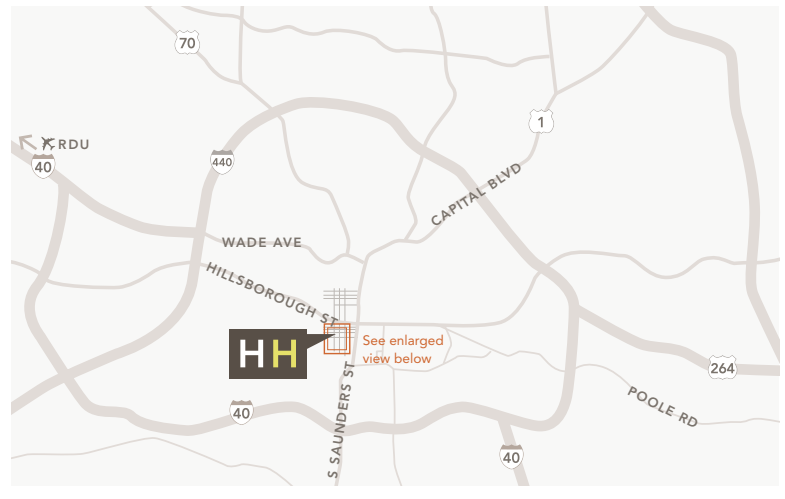 70
1
RDU
40
440
CAPITAL BLVD
WADE AVE
HILLSBOROUGH ST
HH
See enlarged
view below
264
POOLE RD
S SAUNDERS ST
40
40